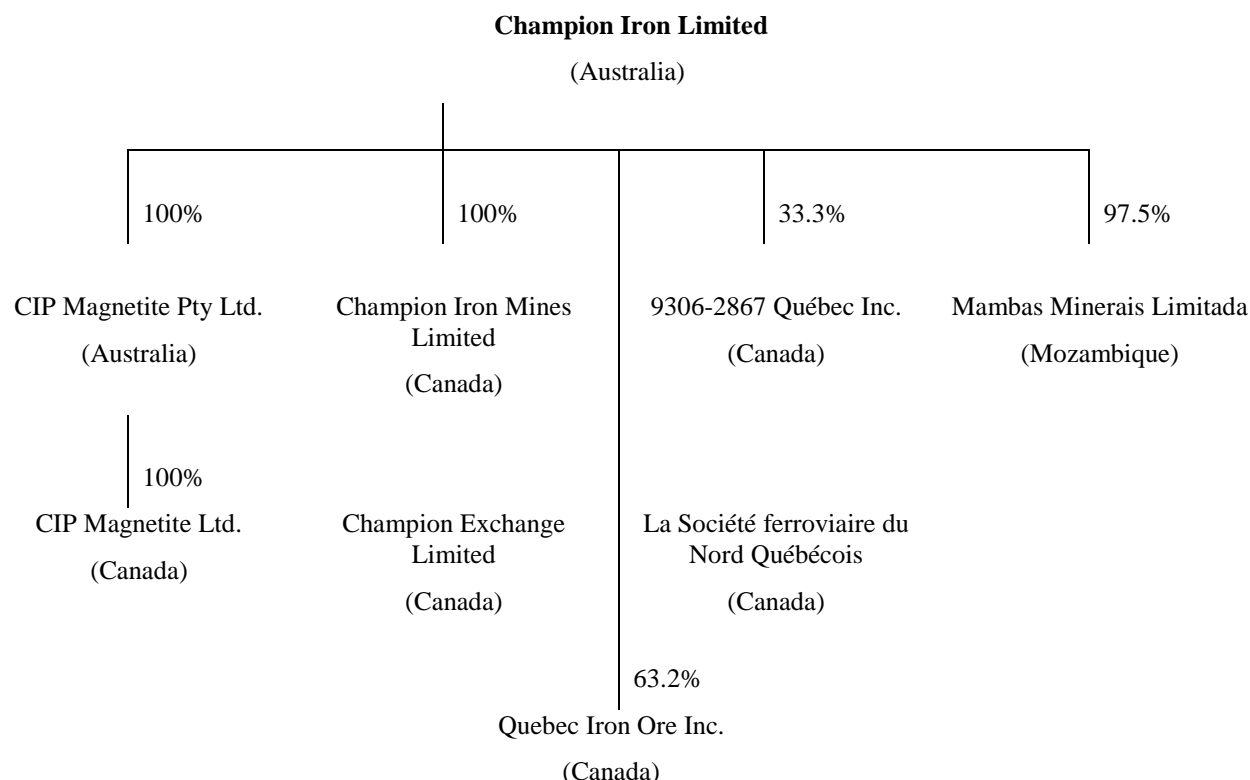 Champion Iron Limited
(Australia)
100%
100%
33.3%
97.5%
CIP Magnetite Pty Ltd.
(Australia)
Champion Iron Mines
Limited
(Canada)
9306-2867 Québec Inc.
(Canada)
Mambas Minerais Limitada
(Mozambique)
100%
CIP Magnetite Ltd.
(Canada)
Champion Exchange
Limited
(Canada)
La Société ferroviaire du
Nord Québécois
(Canada)
63.2%
Quebec Iron Ore Inc.
(Canada)